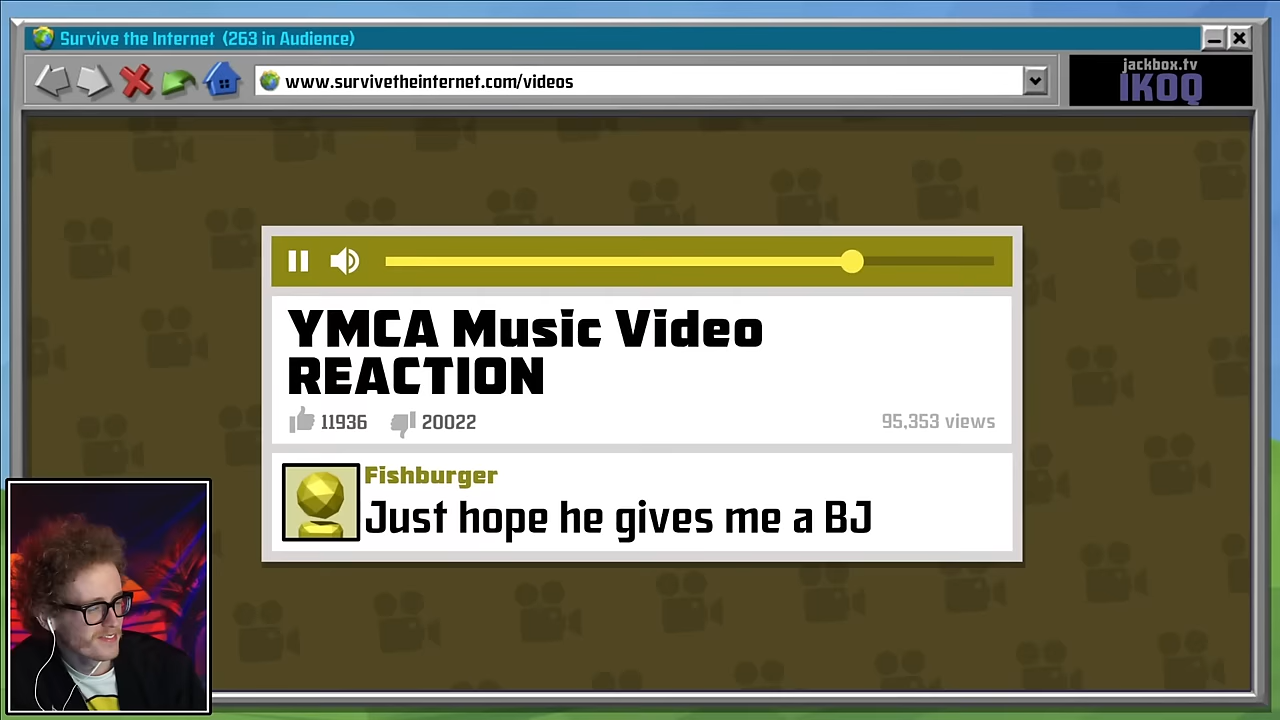 Survive the Internet (263 in Audience)
www.survivetheinternet.com/videos
jackbox.tv
IKOQ
YMCA Music Video
REACTION
11936 20022 95,353 views
Fishburger
Just hope he gives me a BJ